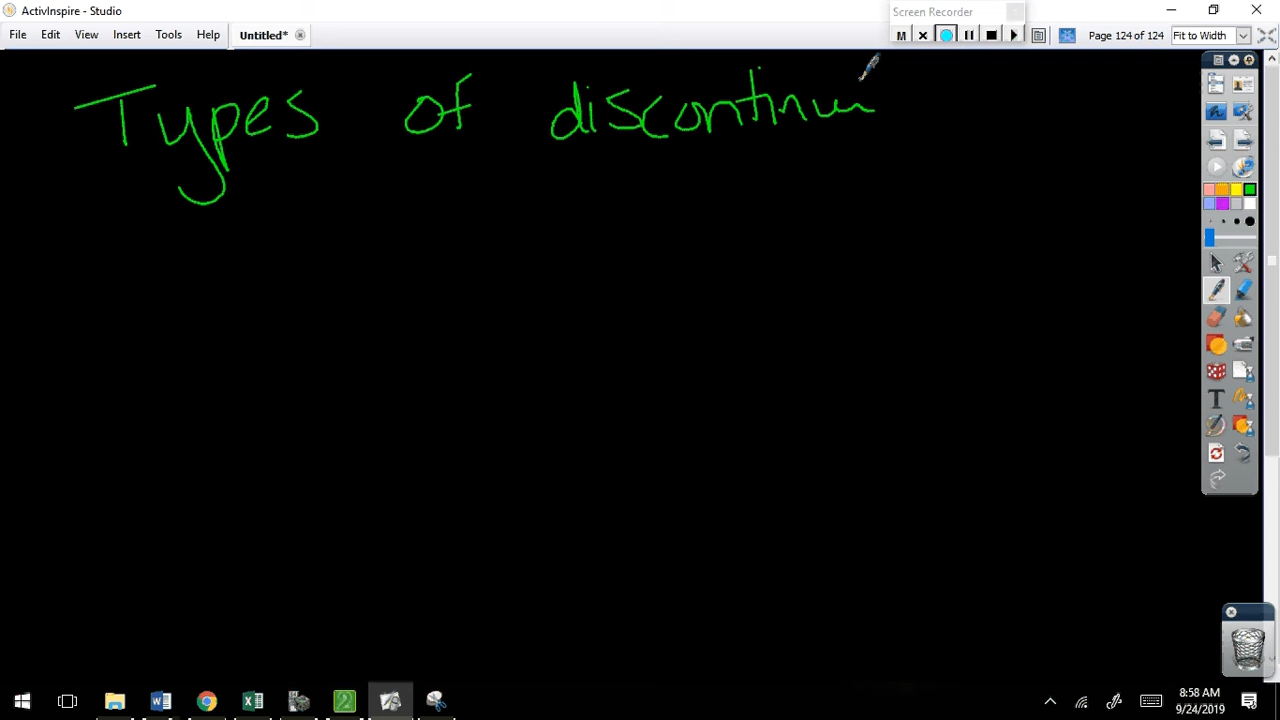 ActivInspire - Studio
Screen Recorder
File Edit View Insert Tools Help Untitled*
M
Page 124 of 124 Fit to Width
Types of discontinu
T
8:58 AM
9/24/2019